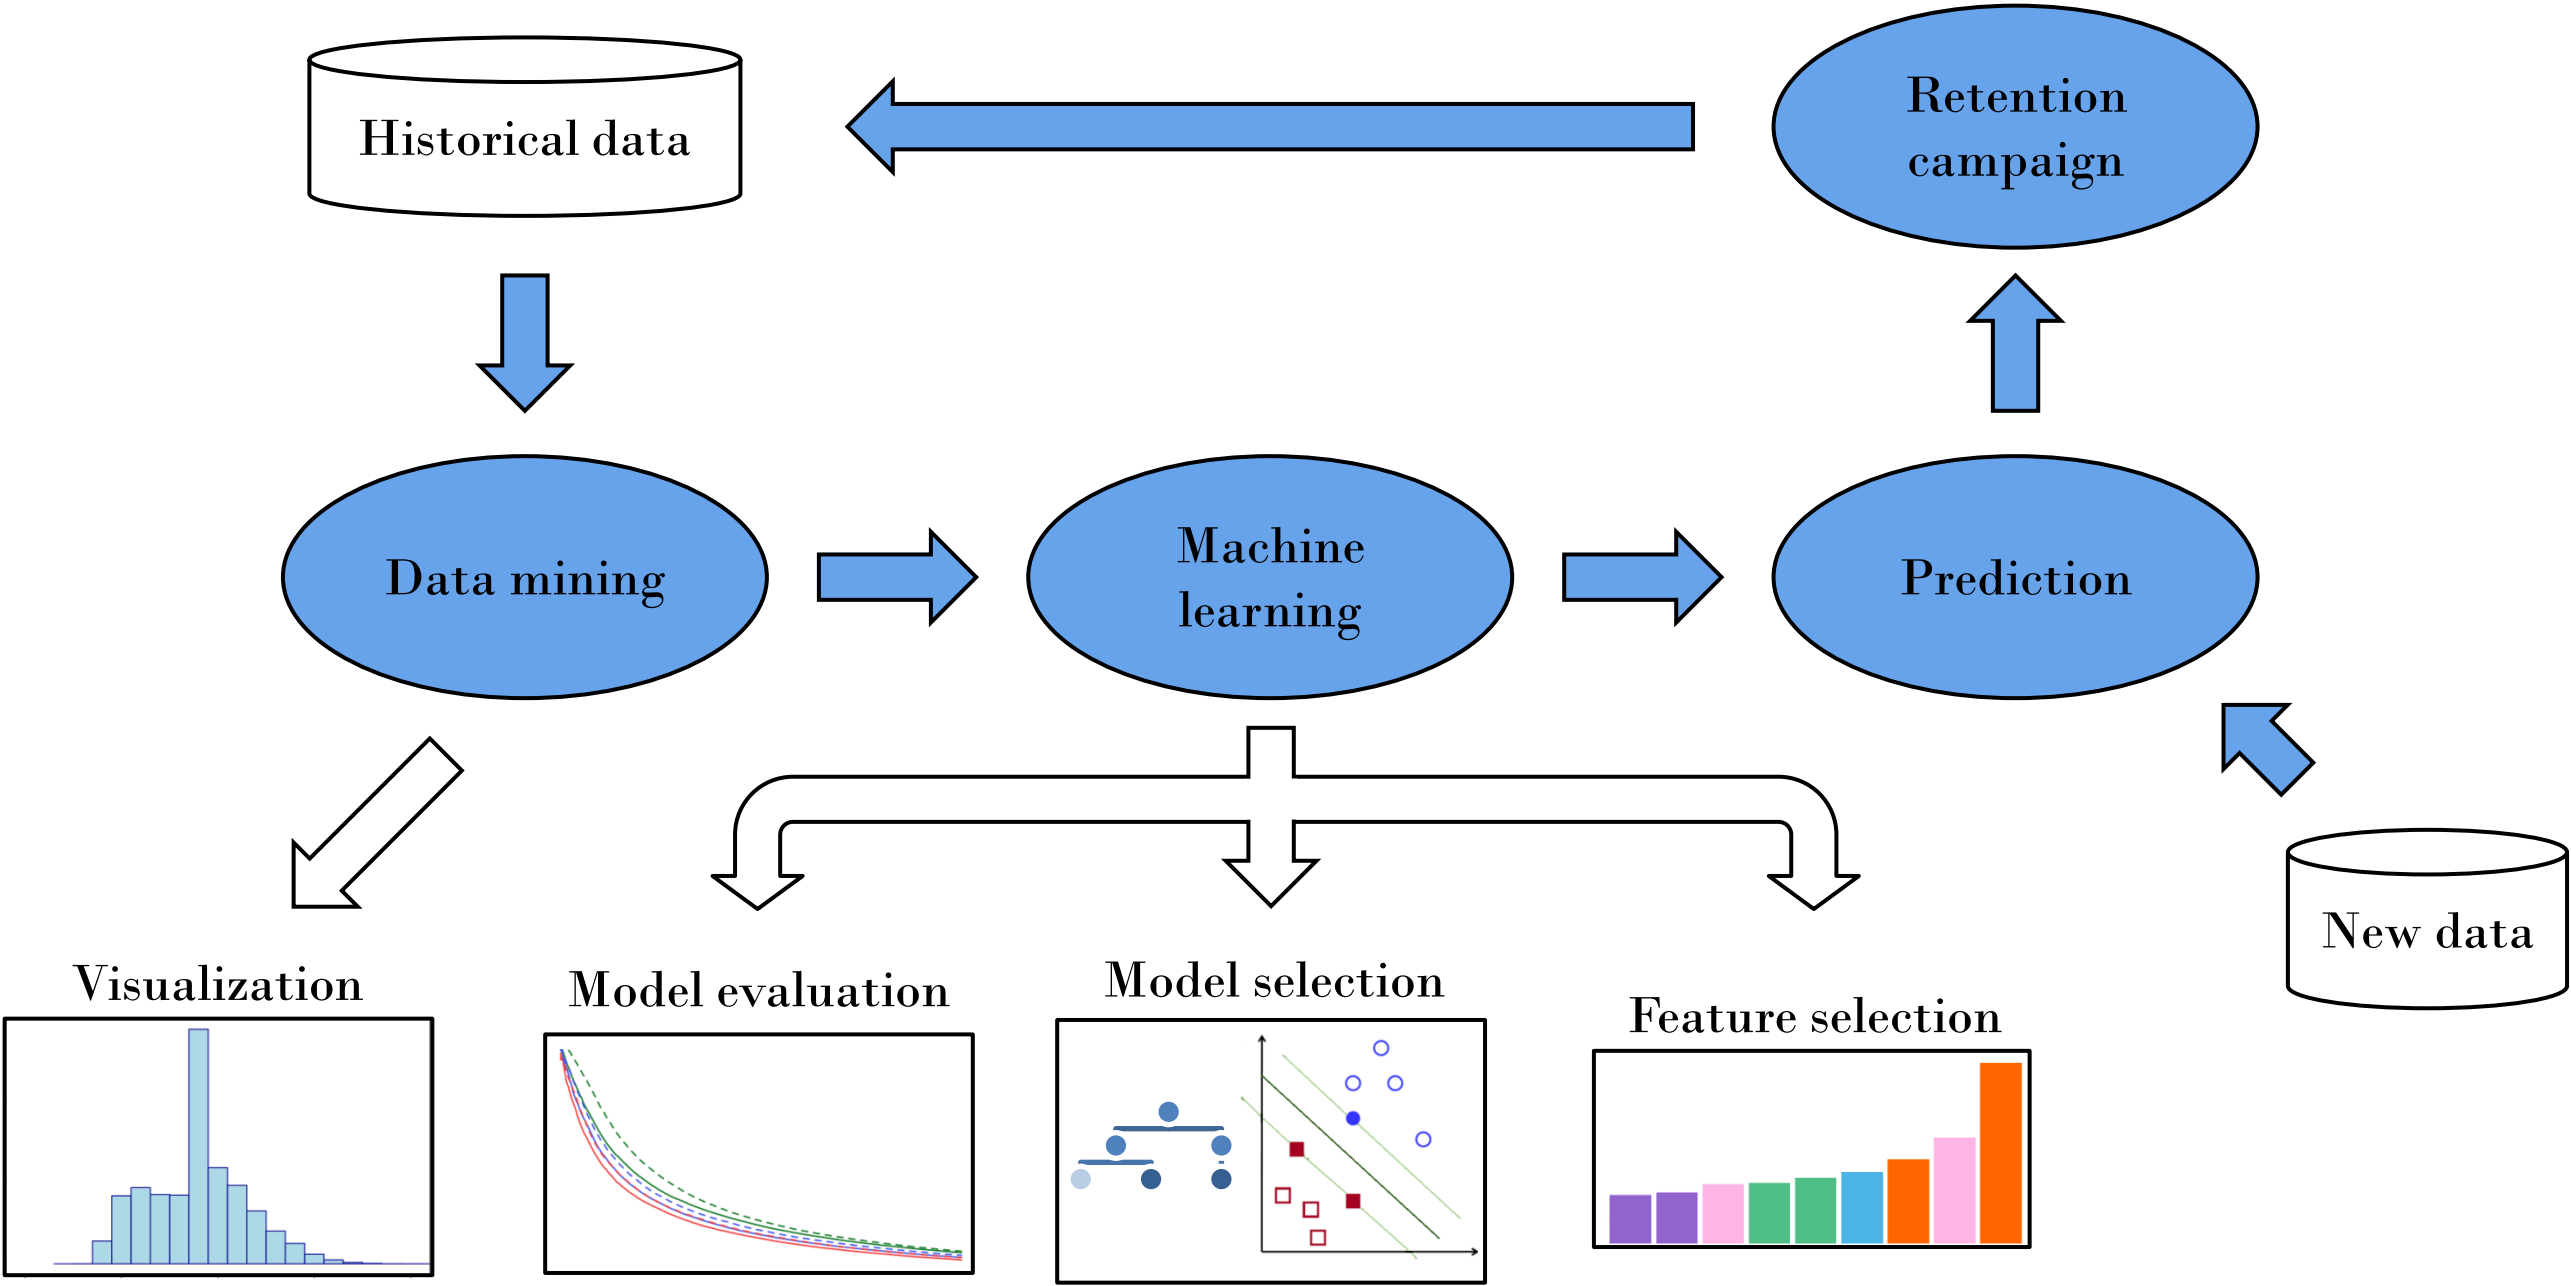 Historical data
Retention
campaign
Data mining
Machine
learning
Prediction
New data
Visualization
Model evaluation
Model selection
Feature selection